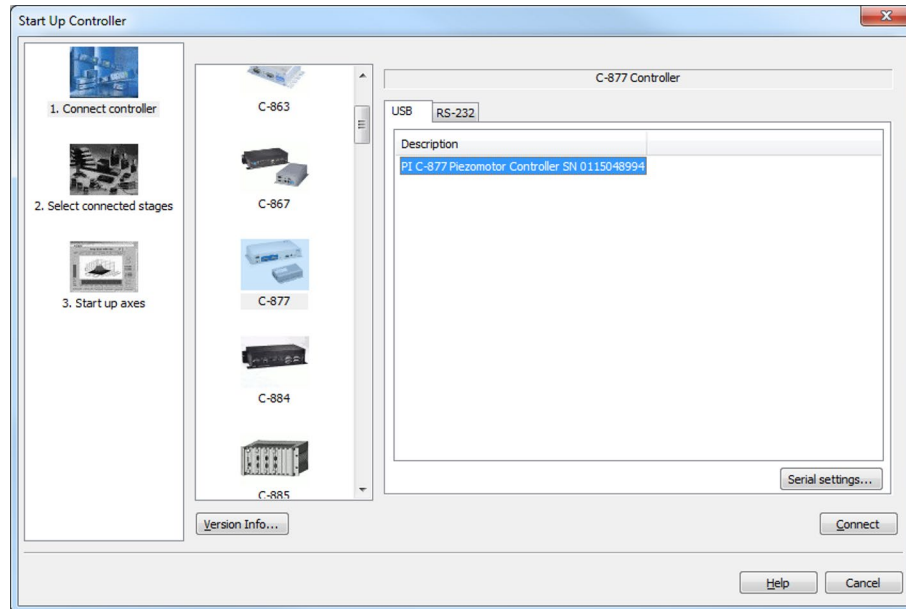 Start Up Controller
1. Connect controller
2. Select connected stages
3. Start up axes
C-863
C-867
C-877
C-884
C-885
Version Info...
C-877 Controller
USB
RS-232
Description
PI C-877 Piezomotor Controller SN 0115048994
Serial settings...
Connect
Help
Cancel